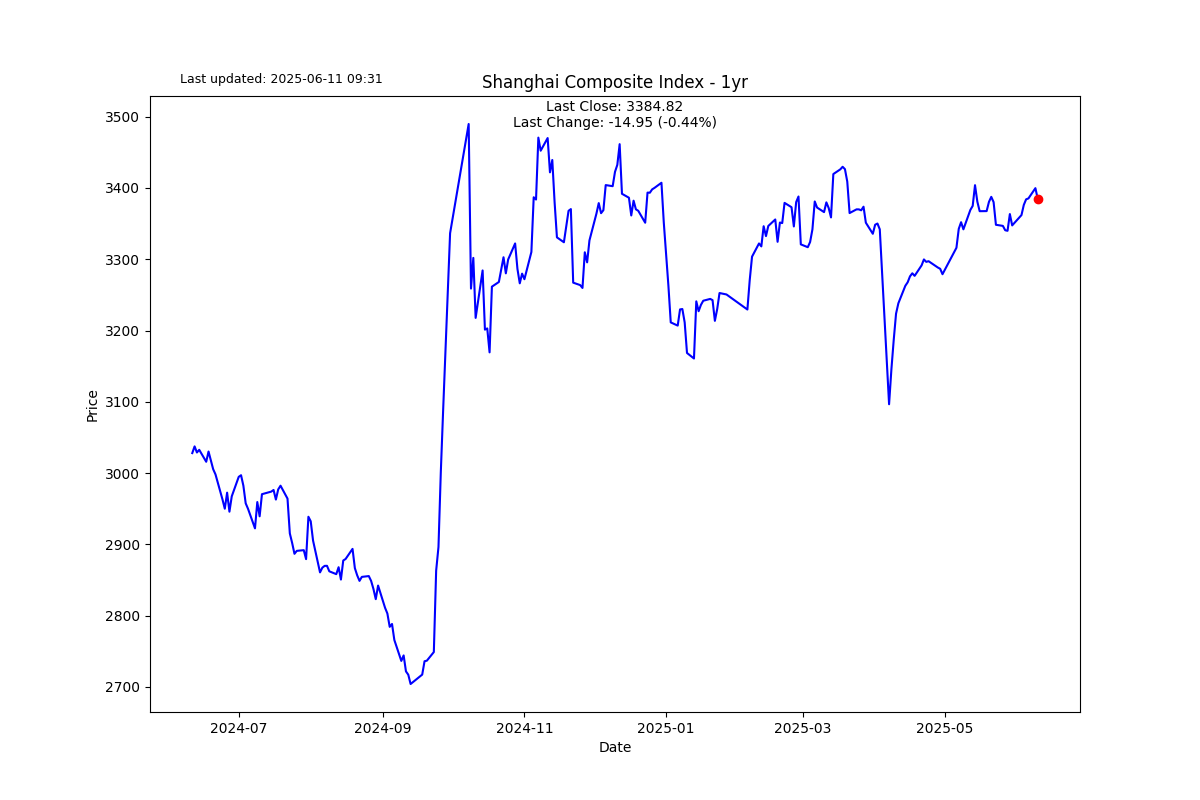 Last updated: 2025-06-11 09:31
Shanghai Composite Index - 1yr
Last Close: 3384.82
Last Change: -14.95 (-0.44%)
3500
3400
3300
3200
3100
3000
2900
2800
2700
Price
2024-07
2024-09
2024-11
2025-01
2025-03
2025-05
Date